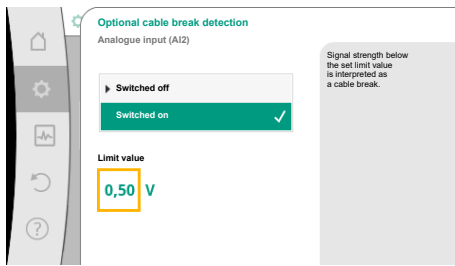 Optional cable break detection
Analogue input (AI2)
Signal strength below
the set limit value
is interpreted as
a cable break.
Switched off
Switched on
Limit value
0,50 V
?